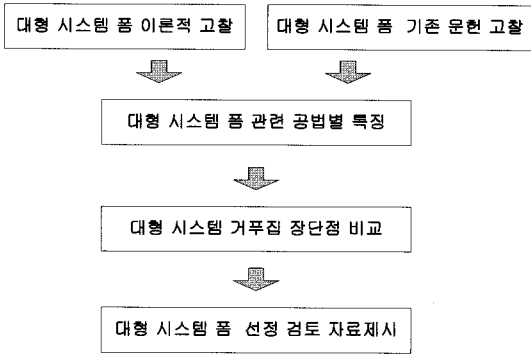 대형 시스템 폼 이론적 고찰
대형 시스템 폼 기존 문헌 고찰
대형 시스템 폼 관련 공법별 특징
대형 시스템 거푸집 장단점 비교
대형 시스템 폼 선정 검토 자료제시